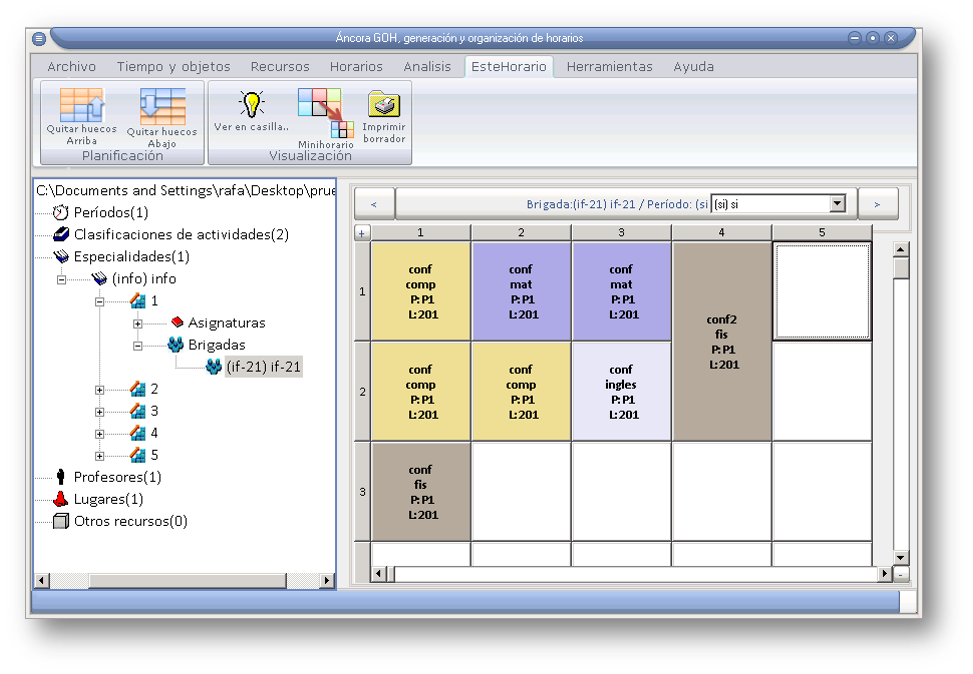 Áncora GOH, generación y organización de horarios
Archivo Tiempo y objetos Recursos Horarios Analisis EsteHorario Herramientas Ayuda
Quitar huecos Arriba
Quitar huecos Abajo
Planificación
Ver en casilla..
Minihorario
Imprimir borrador
Visualización
C:\Documents and Settings\rafa\Desktop\prue
Períodos(1)
Clasificaciones de actividades(2)
Especialidades(1)
(info) info
1
Asignaturas
Brigadas
(if-21) if-21
2
3
4
5
Profesores(1)
Lugares(1)
Otros recursos(0)
< Brigada:(if-21) if-21 / Período: (si (si) si >
+ 1 2 3 4 5
1
conf
comp
P:P1
L:201
conf
mat
P:P1
L:201
conf
mat
P:P1
L:201
conf2
fis
P:P1
L:201
2
conf
comp
P:P1
L:201
conf
comp
P:P1
L:201
conf
ingles
P:P1
L:201
3
conf
fis
P:P1
L:201
-